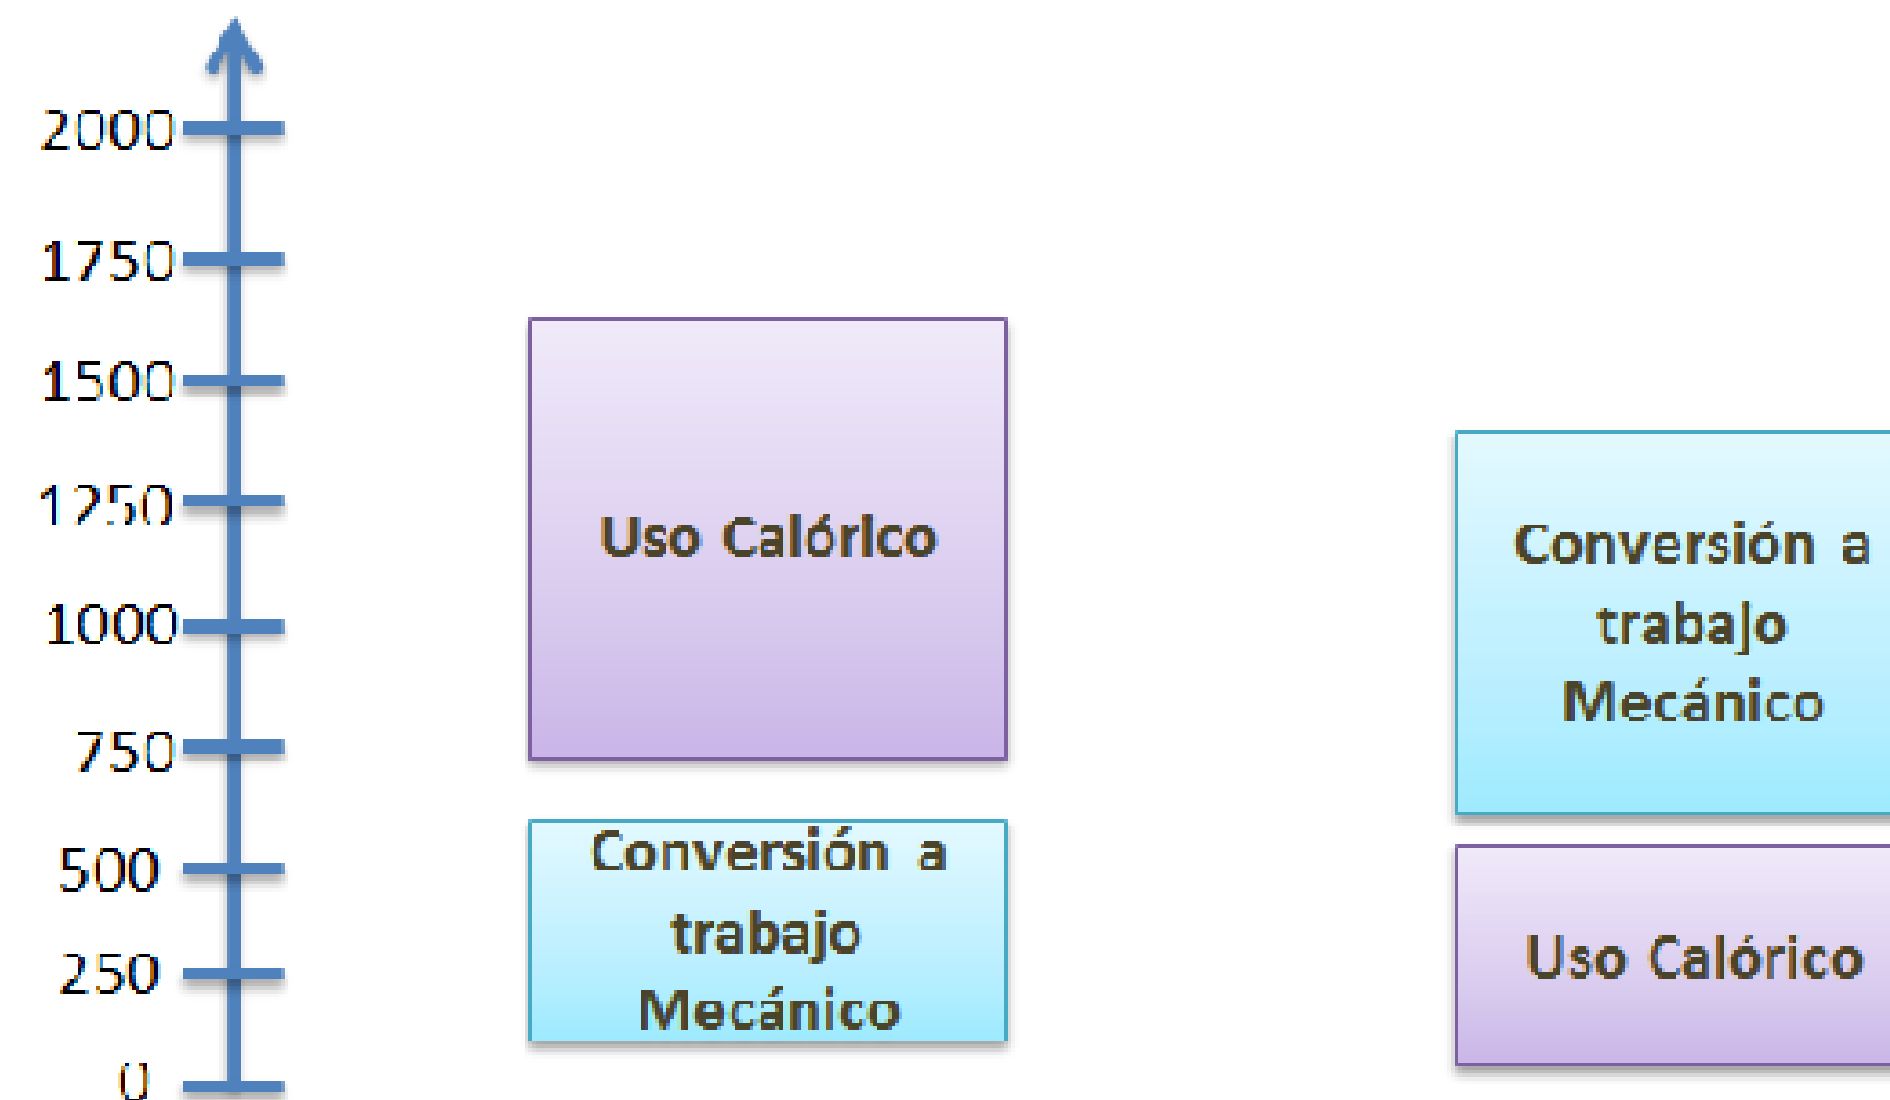 2000
1750
1500
1250
1000
750
500
250
0
Uso Calórico
Conversión a
trabajo
Mecánico
Conversión a
trabajo
Mecánico
Uso Calórico